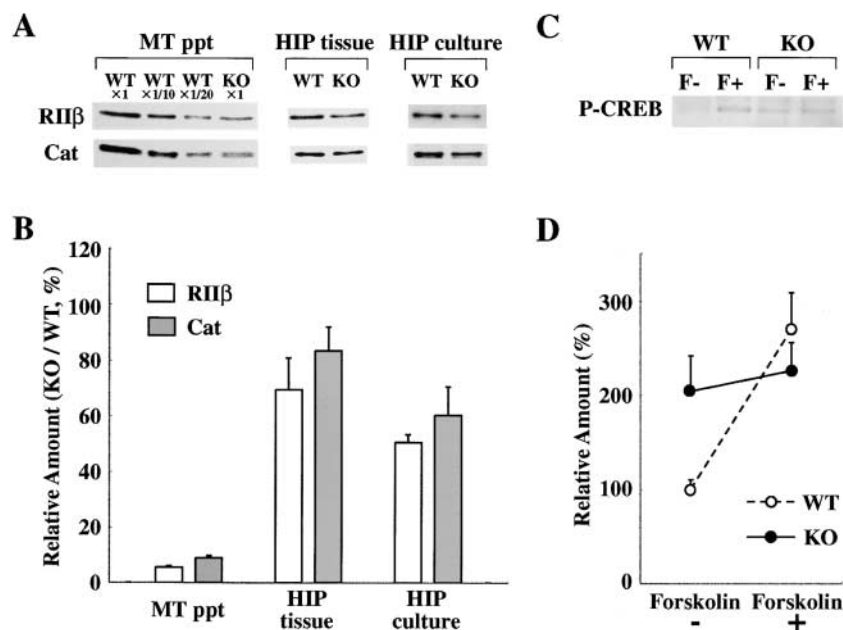 A
MT ppt
HIP tissue
HIP culture
WT WT WT KO
×1 ×1/10 ×1/20 ×1
WT KO
WT KO
RIIβ
Cat
C
WT KO
F- F+ F- F+
P-CREB
B
Relative Amount (KO / WT, %)
120
100
80
60
40
20
0
RIIβ
Cat
MT ppt
HIP
tissue
HIP
culture
D
Relative Amount (%)
300
200
100
0
WT
KO
Forskolin Forskolin
- +